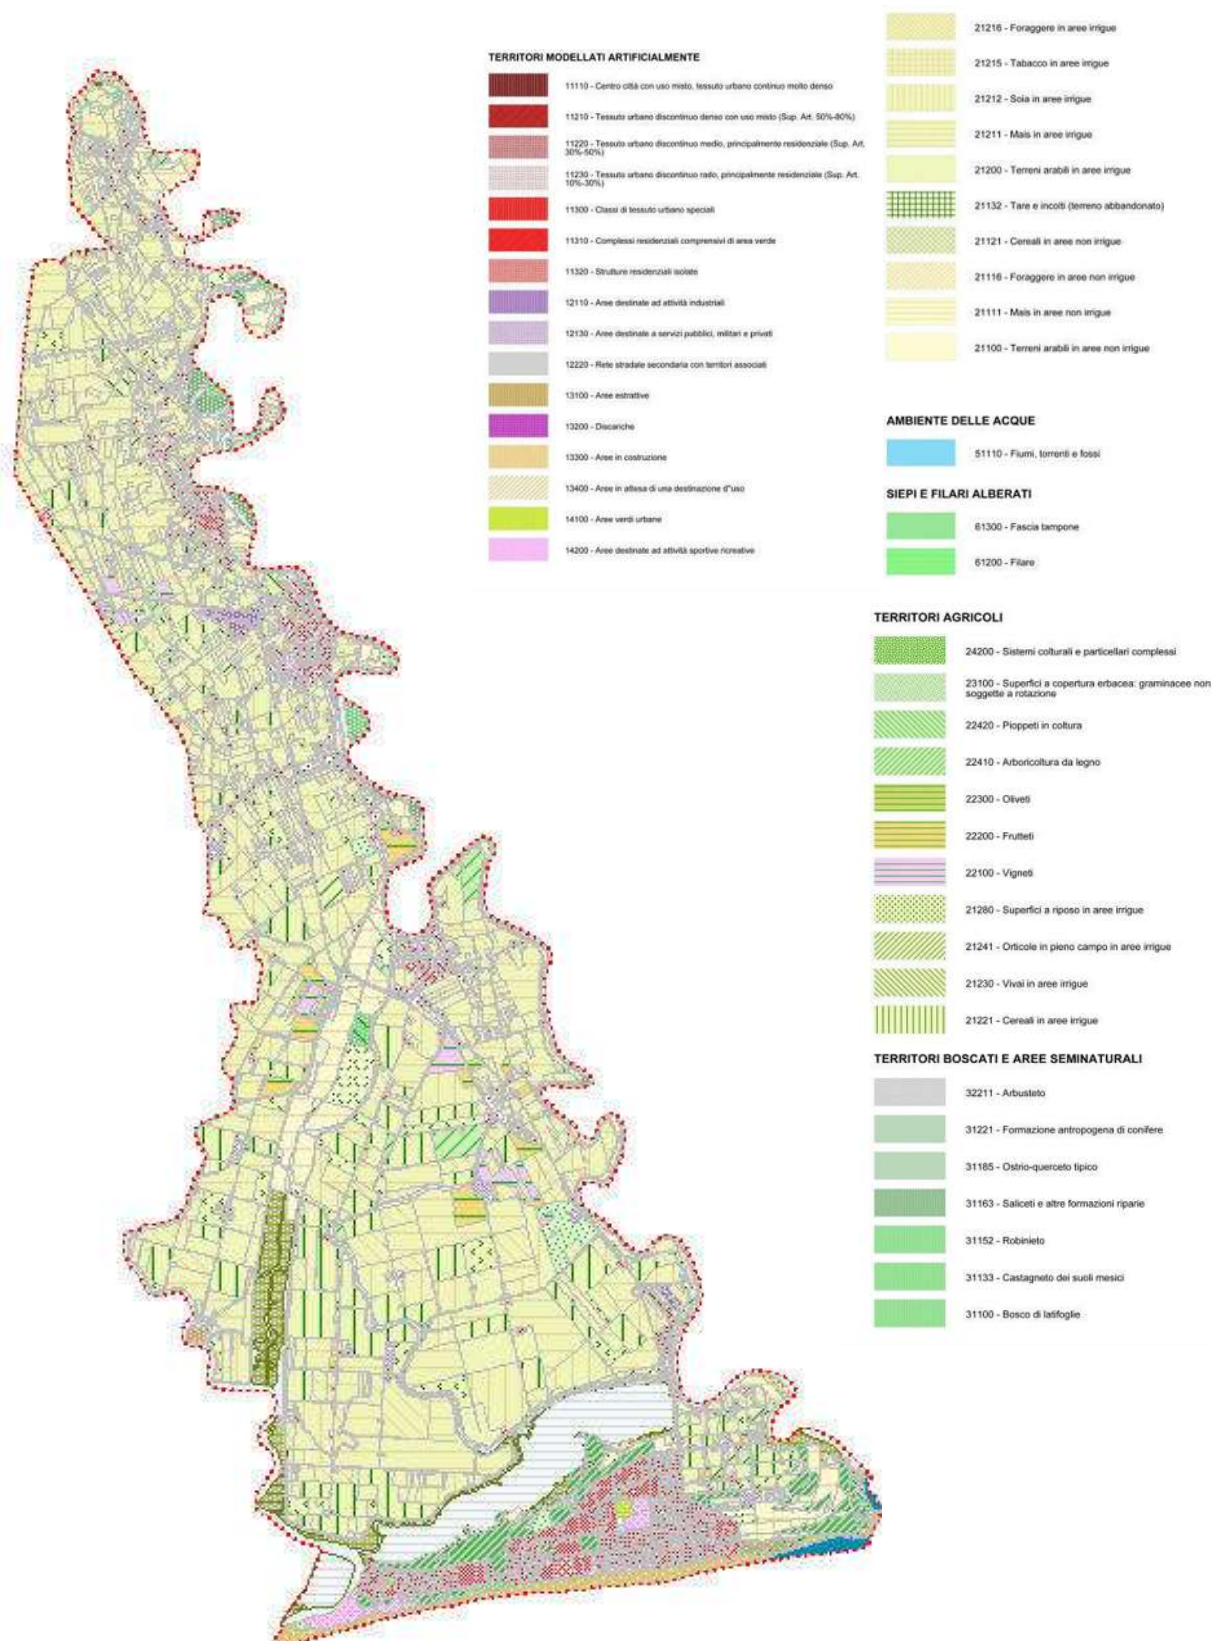 TERRITORI MODELLATI ARTIFICIALMENTE
11110 - Centro città con uso misto, tessuto urbano continuo molto denso
11210 - Tessuto urbano discontinuo denso con uso misto (Sup. Art. 50%-80%)
11220 - Tessuto urbano discontinuo medio, principalmente residenziale (Sup. Art.
30%-50%)
11230 - Tessuto urbano discontinuo rado, principalmente residenziale (Sup. Art.
10%-30%)
11300 - Classi di tessuto urbano speciali
11310 - Complessi residenziali comprensivi di area verde
11320 - Strutture residenziali isolate
12110 - Aree destinate ad attività industriali
12130 - Aree destinate a servizi pubblici, militari e privati
12220 - Rete stradale secondaria con territori associati
13100 - Aree estrattive
13200 - Discariche
13300 - Aree in costruzione
13400 - Aree in attesa di una destinazione d"uso
14100 - Aree verdi urbane
14200 - Aree destinate ad attività sportive ricreative
21216 - Foraggere in aree irrigue
21215 - Tabacco in aree irrigue
21212 - Soia in aree irrigue
21211 - Mais in aree irrigue
21200 - Terreni arabili in aree irrigue
21132 - Tare e incolti (terreno abbandonato)
21121 - Cereali in aree non irrigue
21116 - Foraggere in aree non irrigue
21111 - Mais in aree non irrigue
21100 - Terreni arabili in aree non irrigue
AMBIENTE DELLE ACQUE
51110 - Fiumi, torrenti e fossi
SIEPI E FILARI ALBERATI
61300 - Fascia tampone
61200 - Filare
TERRITORI AGRICOLI
24200 - Sistemi colturali e particellari complessi
23100 - Superfici a copertura erbacea: graminacee non
soggette a rotazione
22420 - Pioppeti in coltura
22410 - Arboricoltura da legno
22300 - Oliveti
22200 - Frutteti
22100 - Vigneti
21280 - Superfici a riposo in aree irrigue
21241 - Orticole in pieno campo in aree irrigue
21230 - Vivai in aree irrigue
21221 - Cereali in aree irrigue
TERRITORI BOSCATI E AREE SEMINATURALI
32211 - Arbusteto
31221 - Formazione antropogena di conifere
31185 - Ostrio-querceto tipico
31163 - Saliceti e altre formazioni riparie
31152 - Robinieto
31133 - Castagneto dei suoli mesici
31100 - Bosco di latifoglie